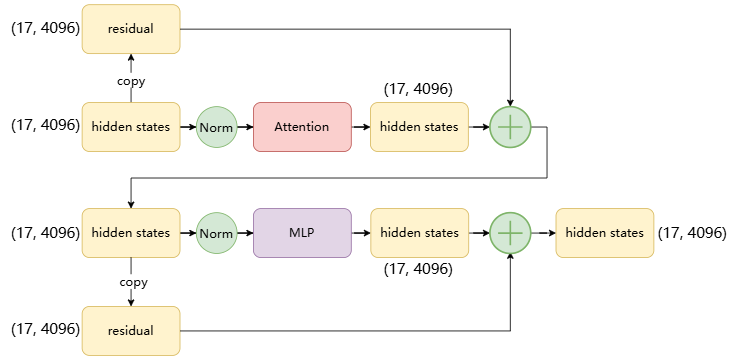 (17, 4096) residual
copy
(17, 4096)
(17, 4096) hidden states Norm Attention hidden states
(17, 4096) hidden states Norm MLP hidden states hidden states (17, 4096)
(17, 4096)
copy
(17, 4096) residual